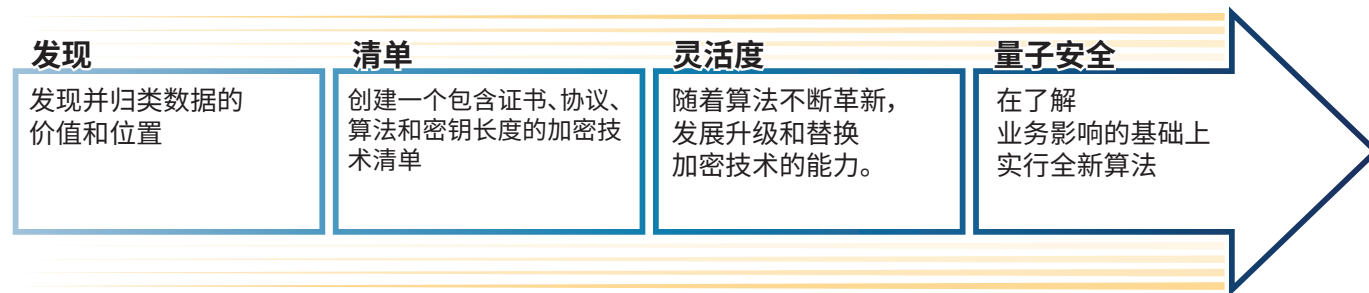 发现
发现并归类数据的
价值和位置
清单
创建一个包含证书、协议、
算法和密钥长度的加密技
术清单
灵活度
随着算法不断革新，
发展升级和替换
加密技术的能力。
量子安全
在了解
业务影响的基础上
实行全新算法